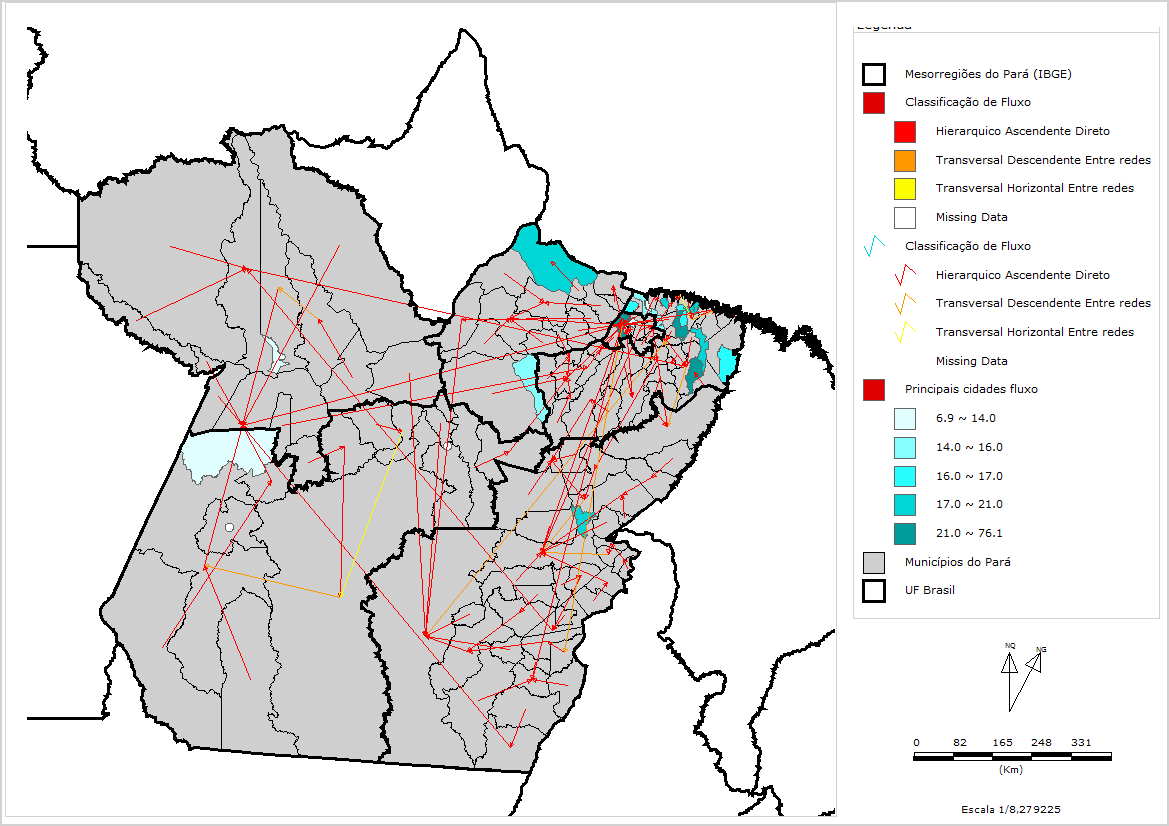 Legenda
Mesorregiões do Pará (IBGE)
Classificação de Fluxo
Hierarquico Ascendente Direto
Transversal Descendente Entre redes
Transversal Horizontal Entre redes
Missing Data
Classificação de Fluxo
Hierarquico Ascendente Direto
Transversal Descendente Entre redes
Transversal Horizontal Entre redes
Missing Data
Principais cidades fluxo
6.9 ~ 14.0
14.0 ~ 16.0
16.0 ~ 17.0
17.0 ~ 21.0
21.0 ~ 76.1
Municípios do Pará
UF Brasil
NQ NG
0 82 165 248 331
(Km)
Escala 1/8,279225